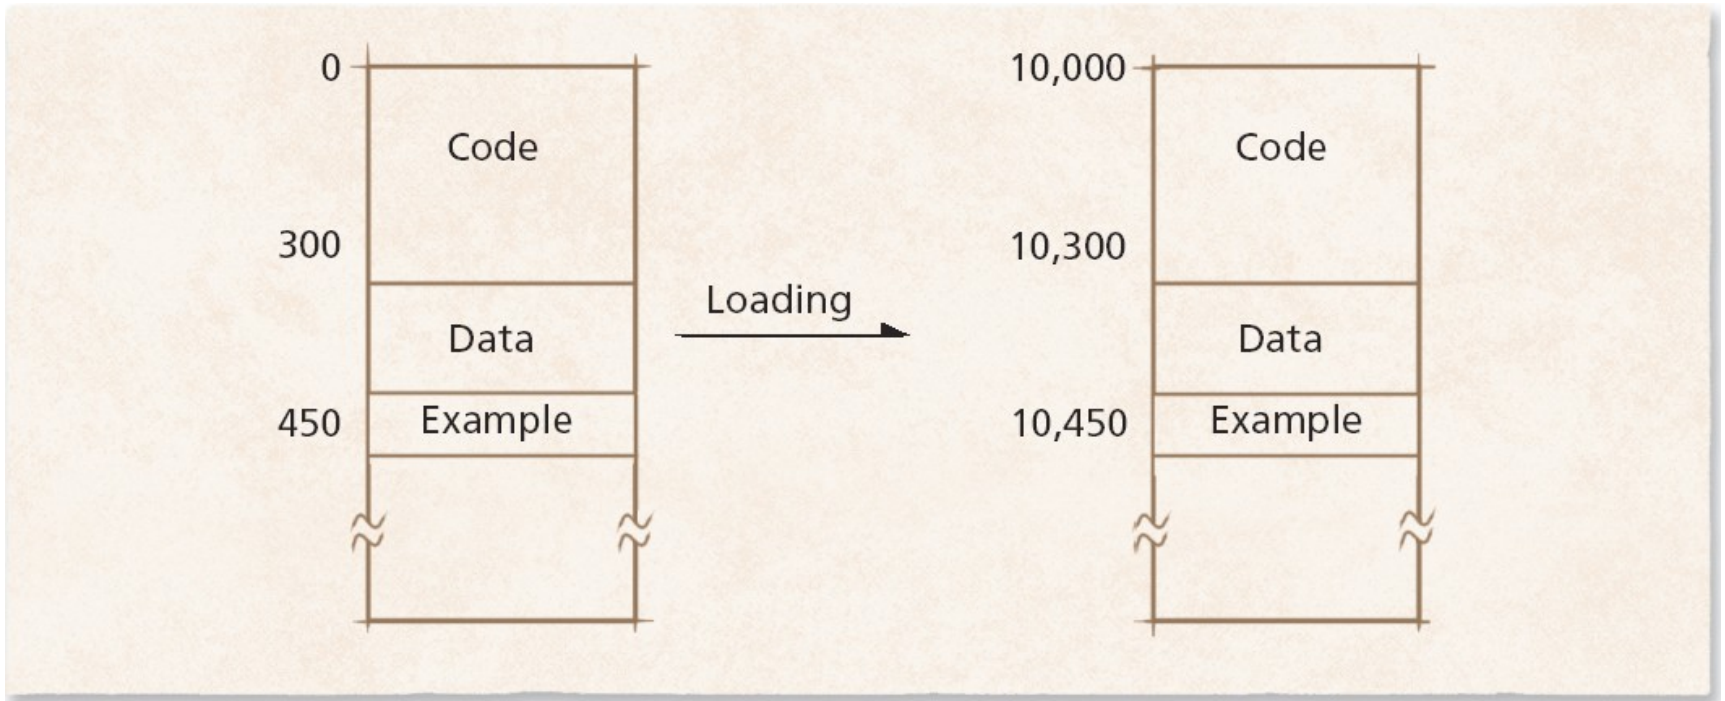 0
Code
300
Data
450
Example
Loading
10,000
Code
10,300
Data
10,450
Example